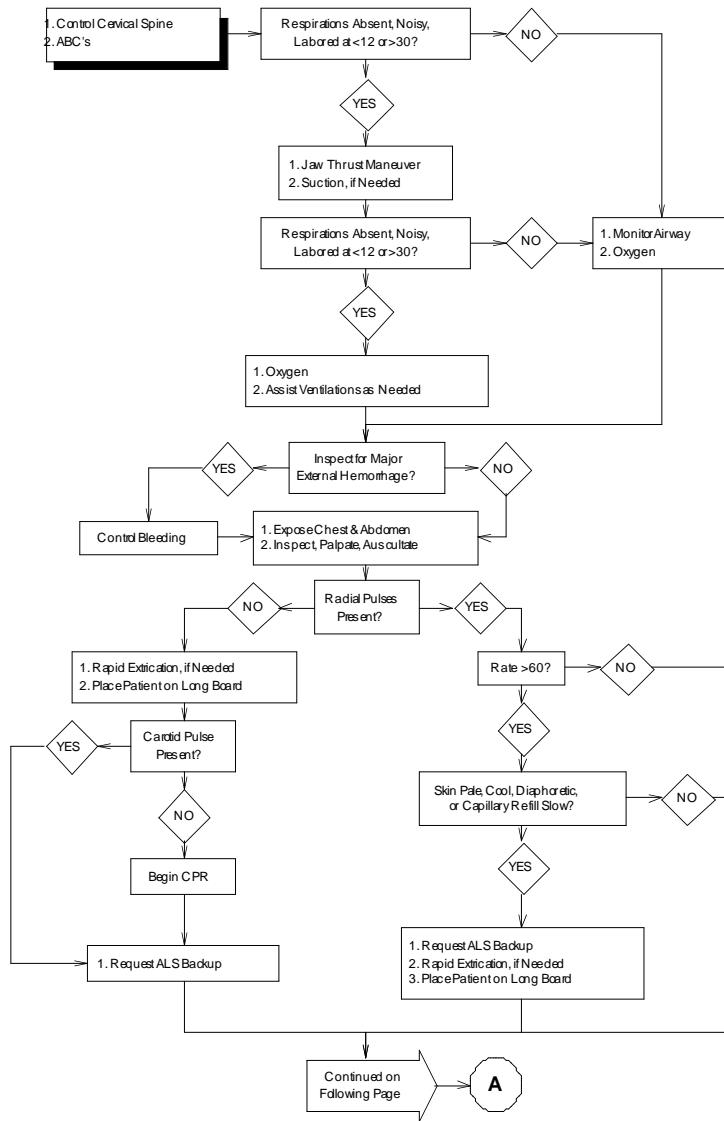 1. Control Cervical Spine
2. ABC's
Respirations Absent, Noisy,
Labored at <12 or >30?
NO
YES
1. Jaw Thrust Maneuver
2. Suction, if Needed
Respirations Absent, Noisy,
Labored at <12 or >30?
NO
1. Monitor Airway
2. Oxygen
YES
1. Oxygen
2. Assist Ventilations as Needed
Inspect for Major
External Hemorrhage?
YES
NO
Control Bleeding
1. Expose Chest & Abdomen
2. Inspect, Palpate, Auscultate
Radial Pulses
Present?
NO
YES
1. Rapid Extrication, if Needed
2. Place Patient on Long Board
Rate >60?
NO
Carotid Pulse
Present?
YES
YES
NO
Skin Pale, Cool, Diaphoretic,
or Capillary Refill Slow?
NO
Begin CPR
YES
1. Request ALS Backup
1. Request ALS Backup
2. Rapid Extrication, if Needed
3. Place Patient on Long Board
Continued on
Following Page
A